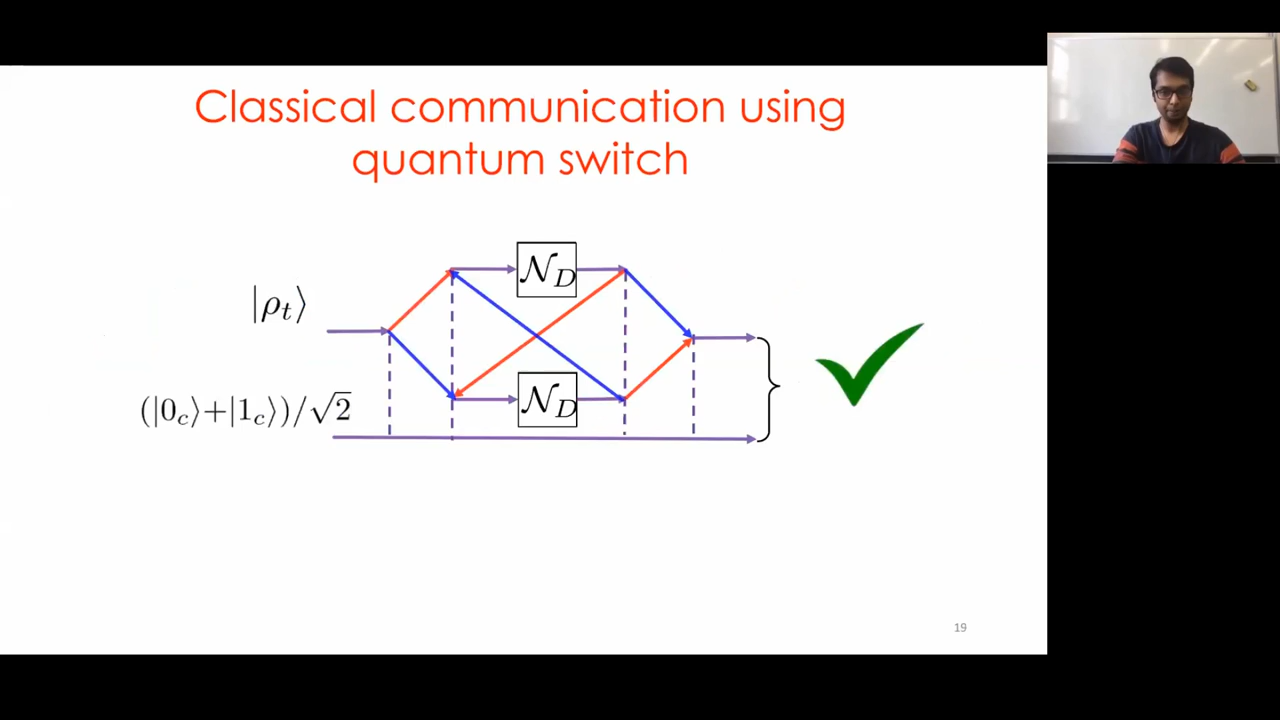 Classical communication using
quantum switch
𝒩_D
|ρ_t⟩
𝒩_D
(|0_c⟩+|1_c⟩)/√2
19